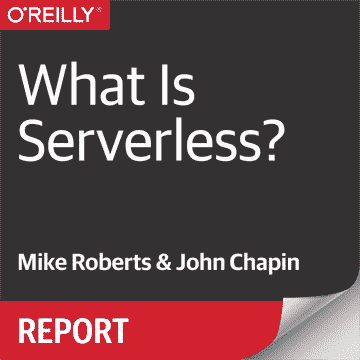 O'REILLY®
What Is
Serverless?
Mike Roberts & John Chapin
REPORT